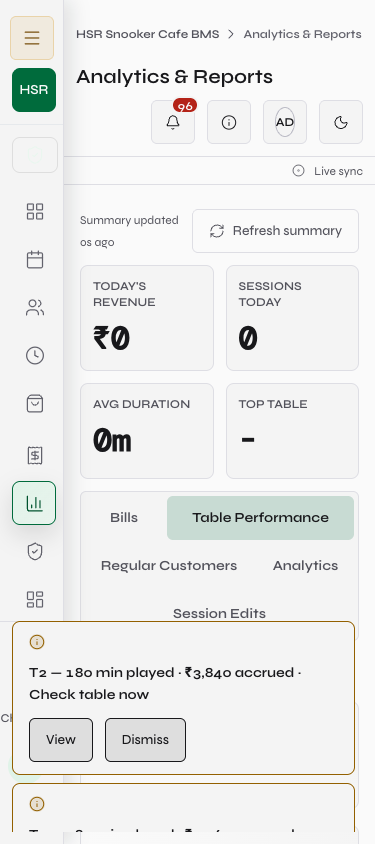 HSR Snooker Cafe BMS > Analytics & Reports
HSR
Analytics & Reports
96
AD
Live sync
Summary updated
0s ago
Refresh summary
TODAY'S
REVENUE
₹0
SESSIONS
TODAY
0
AVG DURATION
0m
TOP TABLE
-
Bills
Table Performance
Regular Customers
Analytics
Session Edits
T2 — 180 min played · ₹3,840 accrued ·
Check table now
View
Dismiss